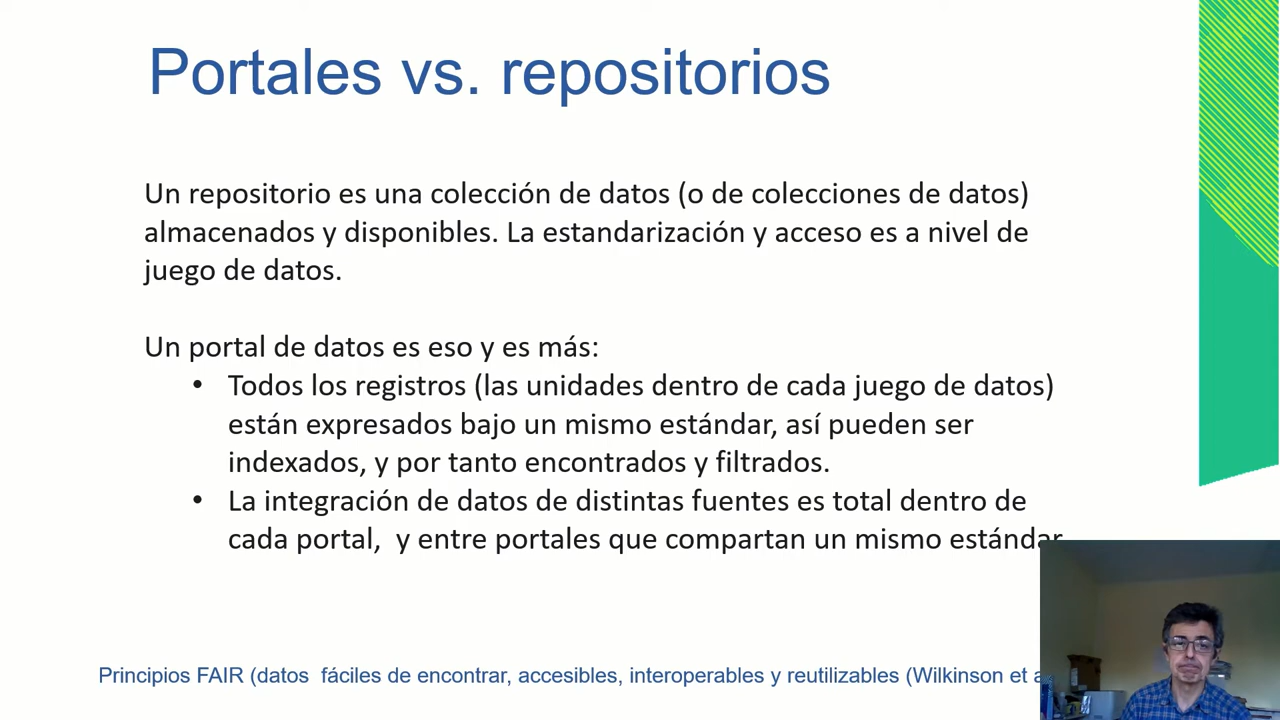 Portales vs. repositorios
Un repositorio es una colección de datos (o de colecciones de datos)
almacenados y disponibles. La estandarización y acceso es a nivel de
juego de datos.
Un portal de datos es eso y es más:
• Todos los registros (las unidades dentro de cada juego de datos)
están expresados bajo un mismo estándar, así pueden ser
indexados, y por tanto encontrados y filtrados.
• La integración de datos de distintas fuentes es total dentro de
cada portal, y entre portales que compartan un mismo estándar
Principios FAIR (datos fáciles de encontrar, accesibles, interoperables y reutilizables (Wilkinson et